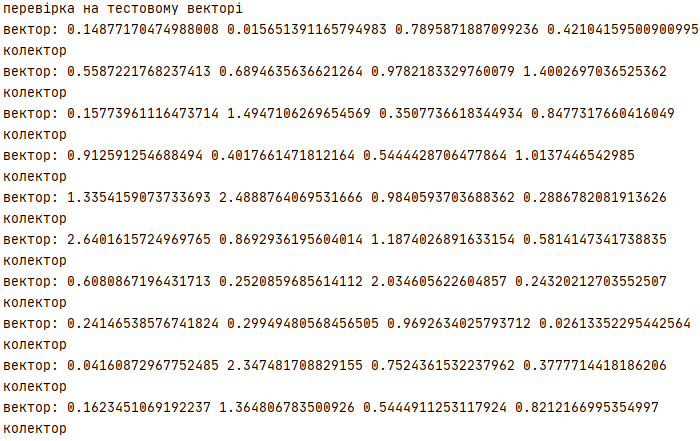 перевірка на тестовому векторі
вектор: 0.14877170474988008 0.015651391165794983 0.7895871887099236 0.42104159500900995
колектор
вектор: 0.5587221768237413 0.6894635636621264 0.9782183329760079 1.4002697036525362
колектор
вектор: 0.15773961116473714 1.4947106269654569 0.3507736618344934 0.8477317660416049
колектор
вектор: 0.912591254688494 0.4017661471812164 0.5444428706477864 1.0137446542985
колектор
вектор: 1.3354159073733693 2.4888764069531666 0.9840593703688362 0.2886782081913626
колектор
вектор: 2.6401615724969765 0.8692936195604014 1.1874026891633154 0.5814147341738835
колектор
вектор: 0.6080867196431713 0.2520859685614112 2.034605622604857 0.24320212703552507
колектор
вектор: 0.24146538576741824 0.29949480568456505 0.9692634025793712 0.02613352295442564
колектор
вектор: 0.04160872967752485 2.347481708829155 0.7524361532237962 0.3777714418186206
колектор
вектор: 0.1623451069192237 1.364806783500926 0.5444911253117924 0.8212166995354997
колектор